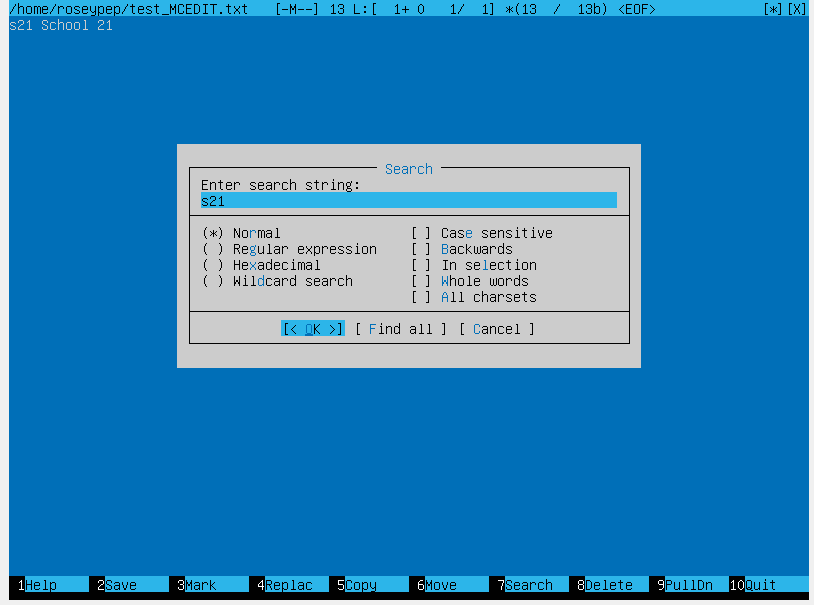 /home/roseypep/test_MCEDIT.txt [-M--] 13 L:[ 1+ 0 1/ 1] *(13 / 13b) <EOF> [*][X]
s21 School 21
Search
Enter search string:
s21
(*) Normal [ ] Case sensitive
( ) Regular expression [ ] Backwards
( ) Hexadecimal [ ] In selection
( ) Wildcard search [ ] Whole words
[ ] All charsets
[< OK >] [ Find all ] [ Cancel ]
1Help 2Save 3Mark 4Replac 5Copy 6Move 7Search 8Delete 9PullDn 10Quit